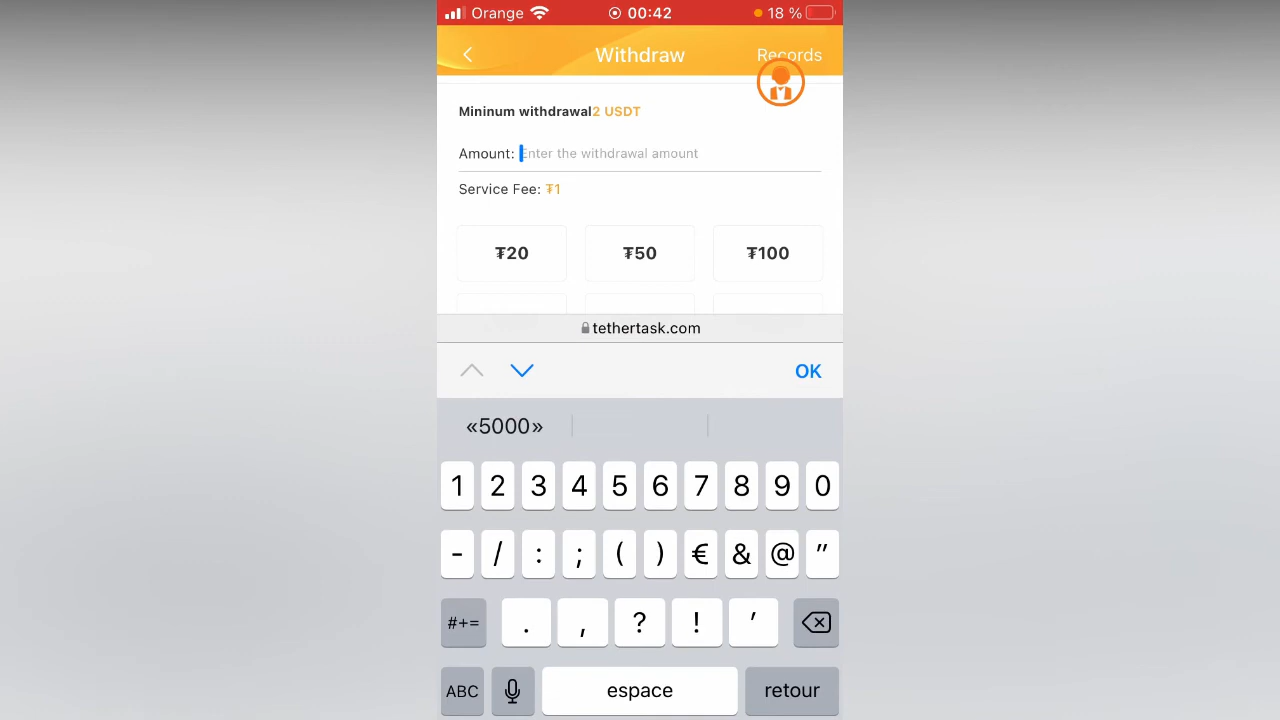 Orange 00:42 18 %
Withdraw Records
Mininum withdrawal2 USDT
Amount: Enter the withdrawal amount
Service Fee: ₮1
₮20 ₮50 ₮100
tethertask.com
OK
«5000»
1 2 3 4 5 6 7 8 9 0
- / : ; ( ) € & @ "
#+= . , ? ! '
ABC espace retour